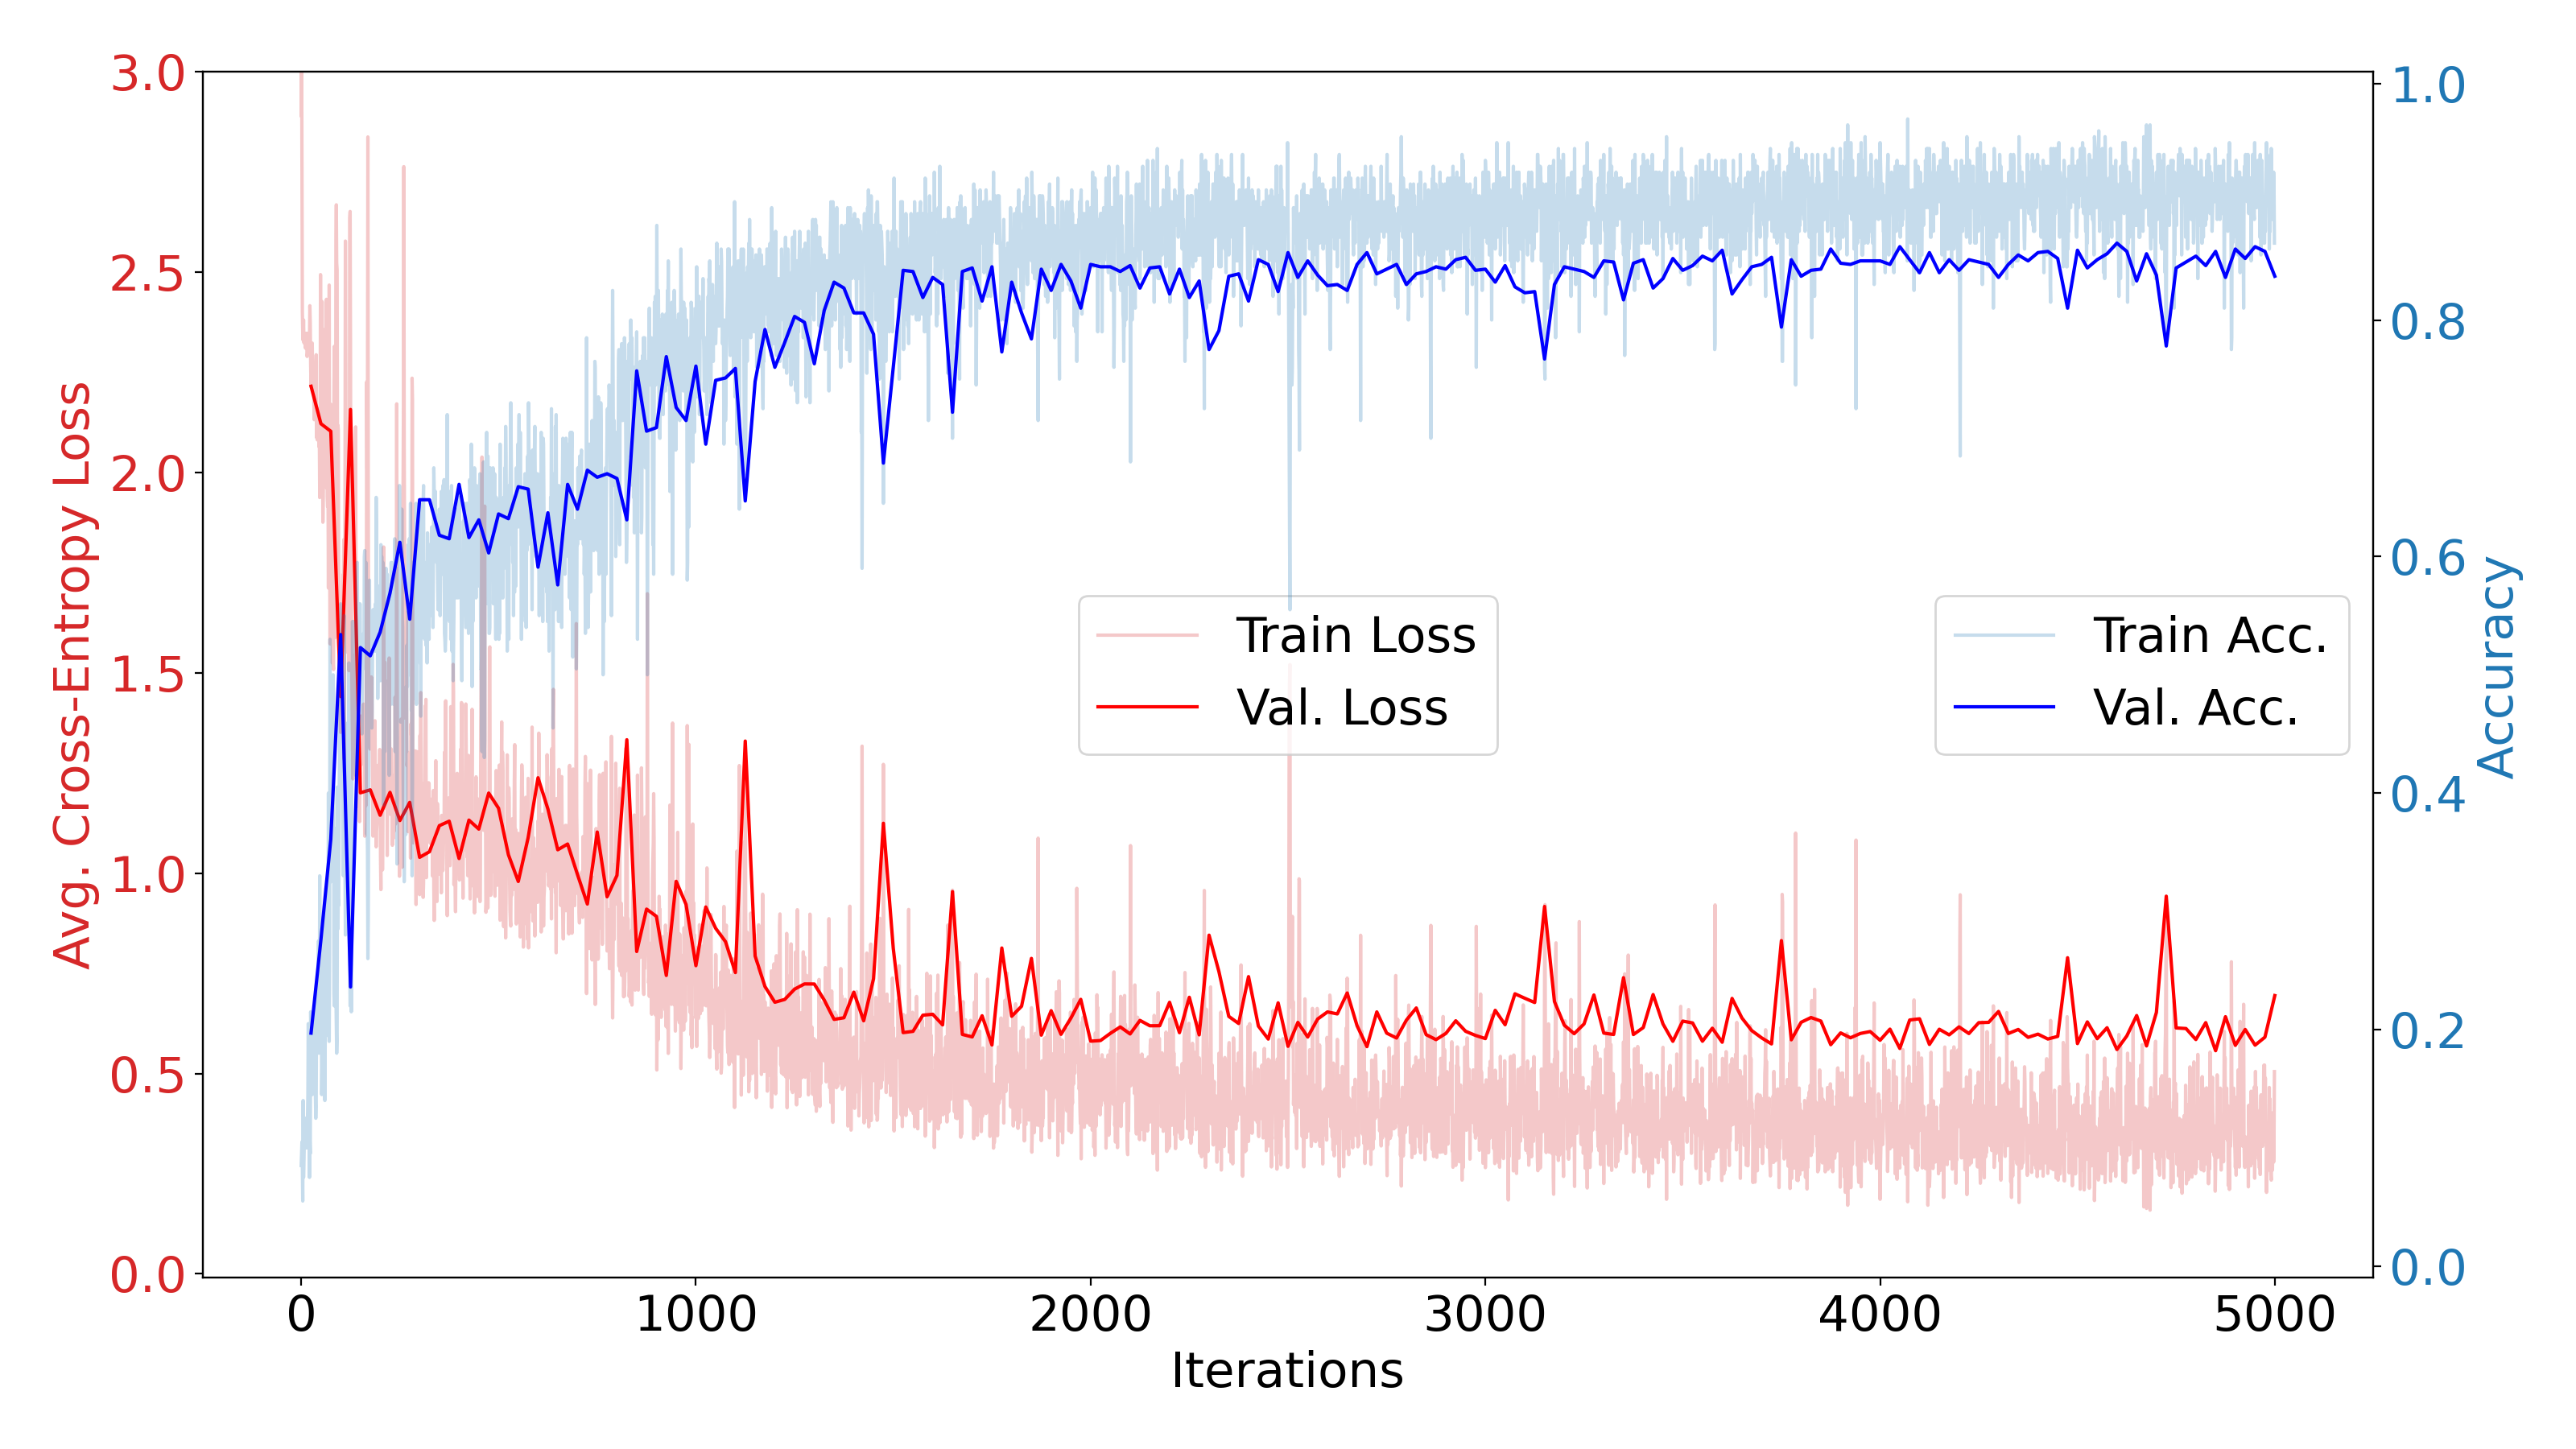 3.0
2.5
2.0
1.5
1.0
0.5
0.0
Avg. Cross-Entropy Loss
1.0
0.8
0.6
0.4
0.2
0.0
Accuracy
Train Loss
Val. Loss
Train Acc.
Val. Acc.
0 1000 2000 3000 4000 5000
Iterations